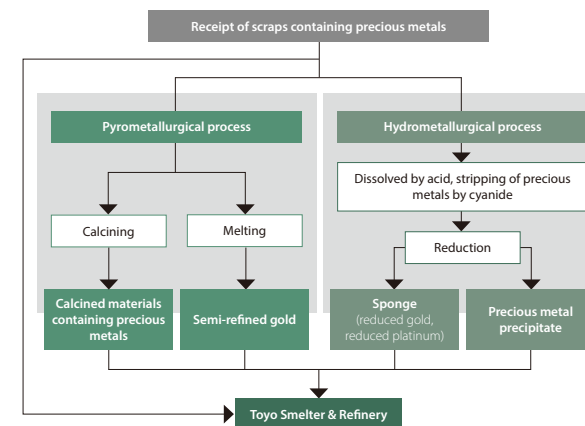 Receipt of scraps containing precious metals
Pyrometallurgical process
Hydrometallurgical process
Dissolved by acid, stripping of precious
metals by cyanide
Calcining
Melting
Reduction
Calcined materials
containing precious
metals
Semi-refined gold
Sponge
(reduced gold,
reduced platinum)
Precious metal
precipitate
Toyo Smelter & Refinery